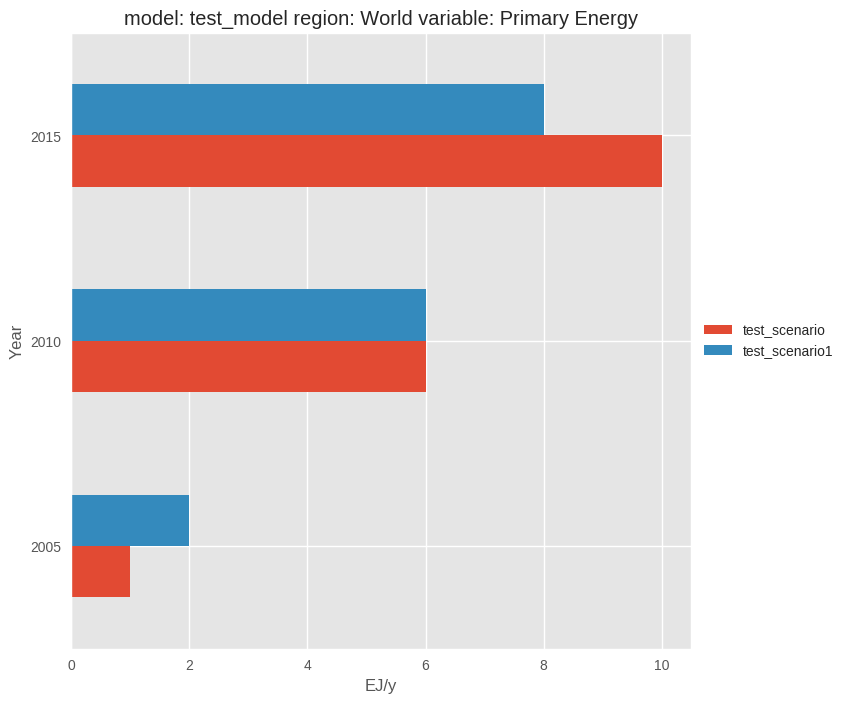 model: test_model region: World variable: Primary Energy
Year
2015
2010
2005
0 2 4 6 8 10
EJ/y
test_scenario
test_scenario1